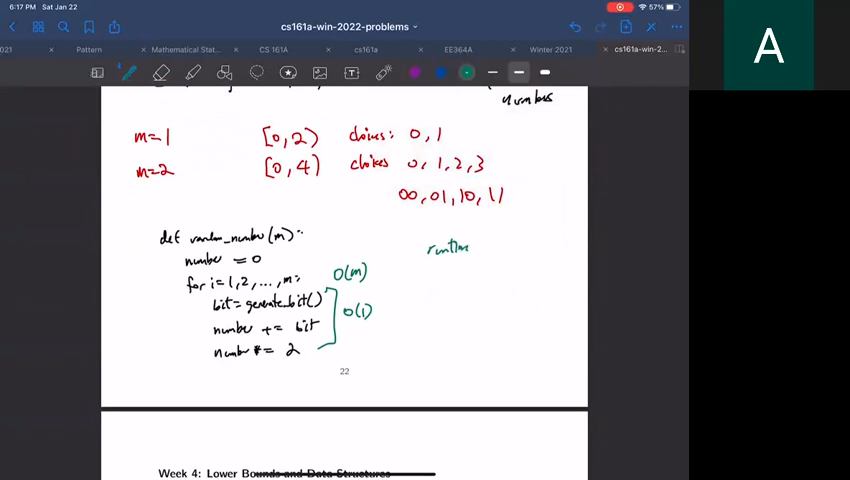 6:17 PM Sat Jan 22
57%
cs161a-win-2022-problems
2021
Pattern
Mathematical Stat...
CS 161A
cs161a
EE364A
Winter 2021
cs161a-win-2...
A
numbers
m=1 [0, 2) choices: 0, 1
m=2 [0, 4) choices 0, 1, 2, 3
00, 01, 10, 11
def random_number(m):
number = 0
for i=1, 2, ..., m: O(m)
bit = generate_bit()
number += bit O(1)
number *= 2
runtim
22
Week 4: Lower Bounds and Data Structures